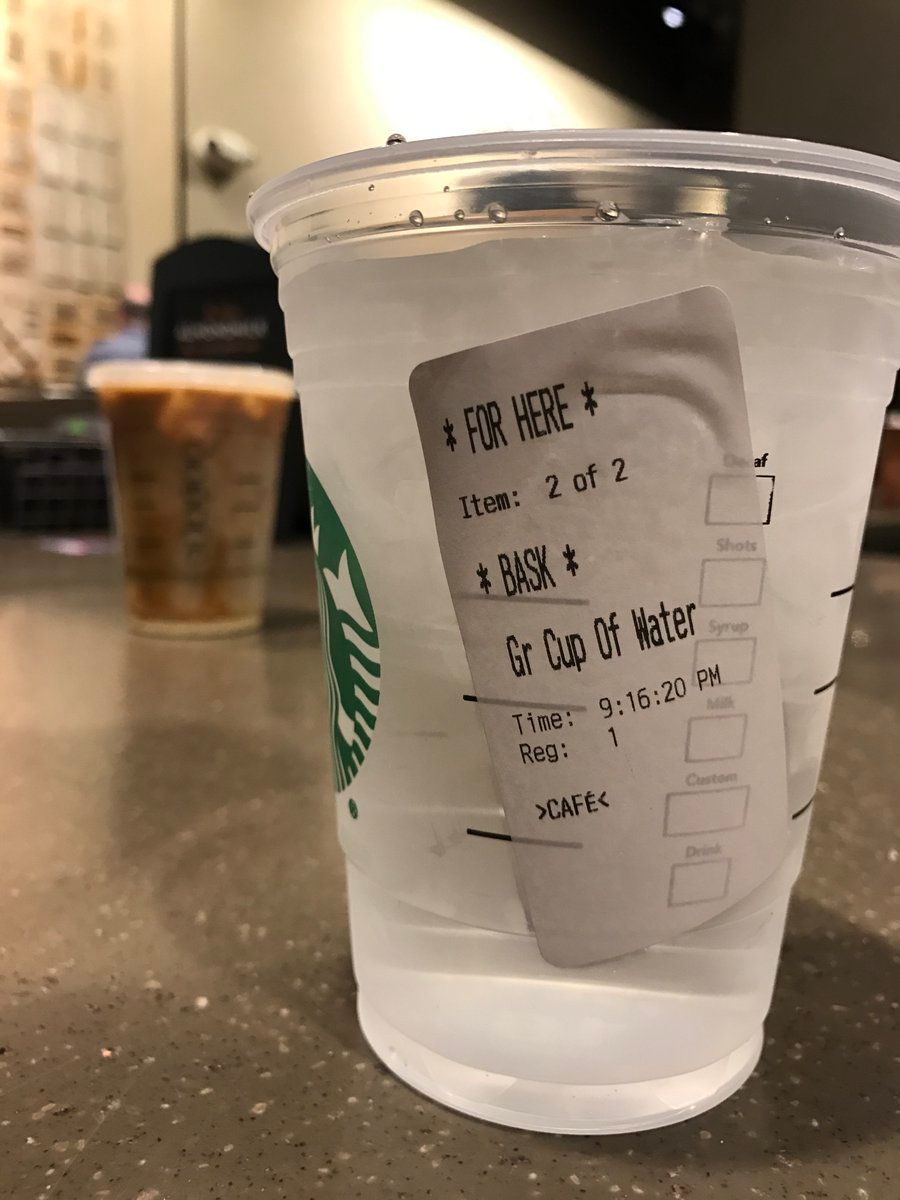 * FOR HERE *
Item: 2 of 2
* BASK *
Gr Cup Of Water
Time: 9:16:20 PM
Reg: 1
>CAFÉ<
Decaf
Shots
Syrup
Milk
Custom
Drink
®